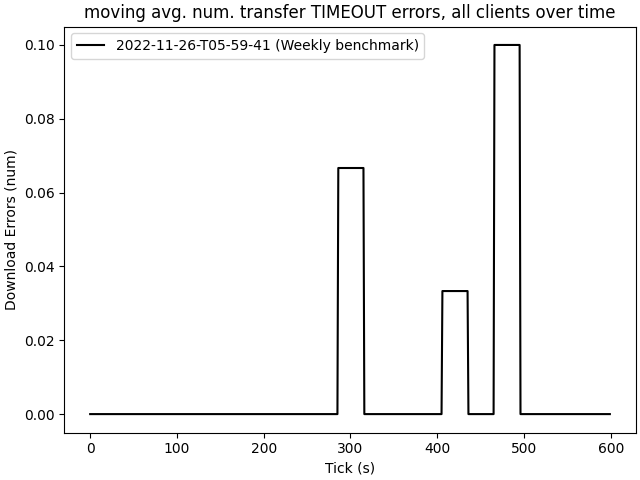 moving avg. num. transfer TIMEOUT errors, all clients over time
2022-11-26-T05-59-41 (Weekly benchmark)
Download Errors (num)
0.10
0.08
0.06
0.04
0.02
0.00
0 100 200 300 400 500 600
Tick (s)